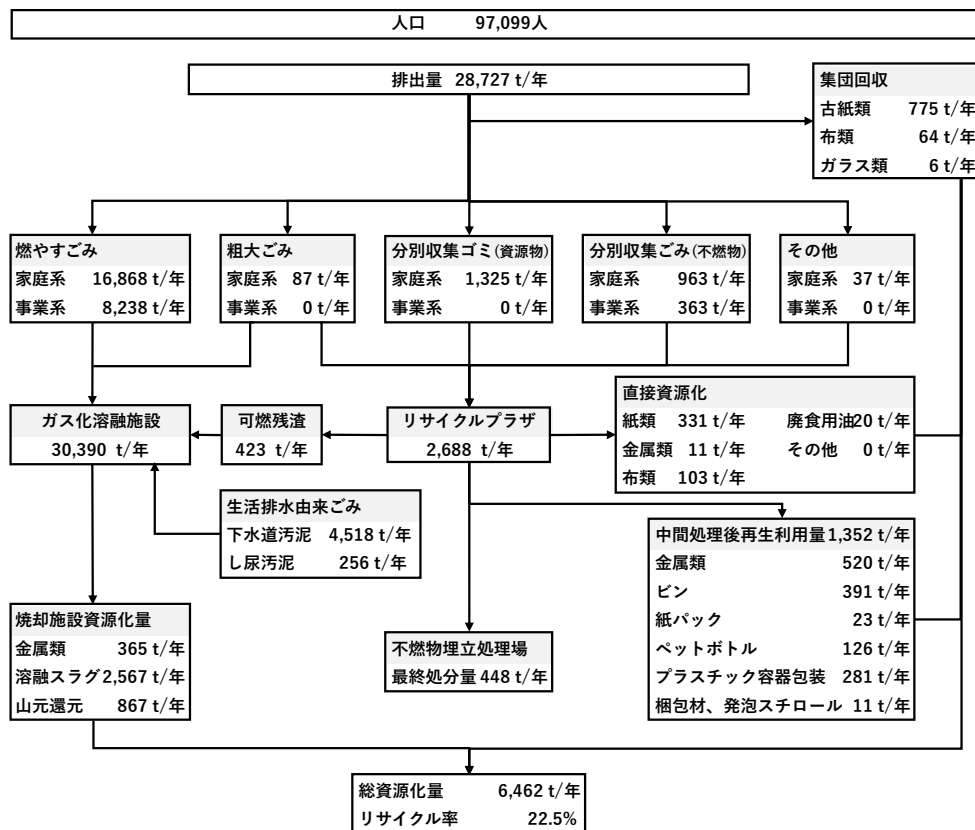 人口 97,099人
排出量 28,727 t/年
集団回収
古紙類 775 t/年
布類 64 t/年
ガラス類 6 t/年
燃やすごみ
家庭系 16,868 t/年
事業系 8,238 t/年
粗大ごみ
家庭系 87 t/年
事業系 0 t/年
分別収集ゴミ(資源物)
家庭系 1,325 t/年
事業系 0 t/年
分別収集ごみ(不燃物)
家庭系 963 t/年
事業系 363 t/年
その他
家庭系 37 t/年
事業系 0 t/年
ガス化溶融施設
30,390 t/年
可燃残渣
423 t/年
リサイクルプラザ
2,688 t/年
直接資源化
紙類 331 t/年 廃食用油20 t/年
金属類 11 t/年 その他 0 t/年
布類 103 t/年
生活排水由来ごみ
下水道汚泥 4,518 t/年
し尿汚泥 256 t/年
中間処理後再生利用量1,352 t/年
金属類 520 t/年
ビン 391 t/年
紙パック 23 t/年
ペットボトル 126 t/年
プラスチック容器包装 281 t/年
梱包材、発泡スチロール 11 t/年
焼却施設資源化量
金属類 365 t/年
溶融スラグ2,567 t/年
山元還元 867 t/年
不燃物埋立処理場
最終処分量 448 t/年
総資源化量 6,462 t/年
リサイクル率 22.5%